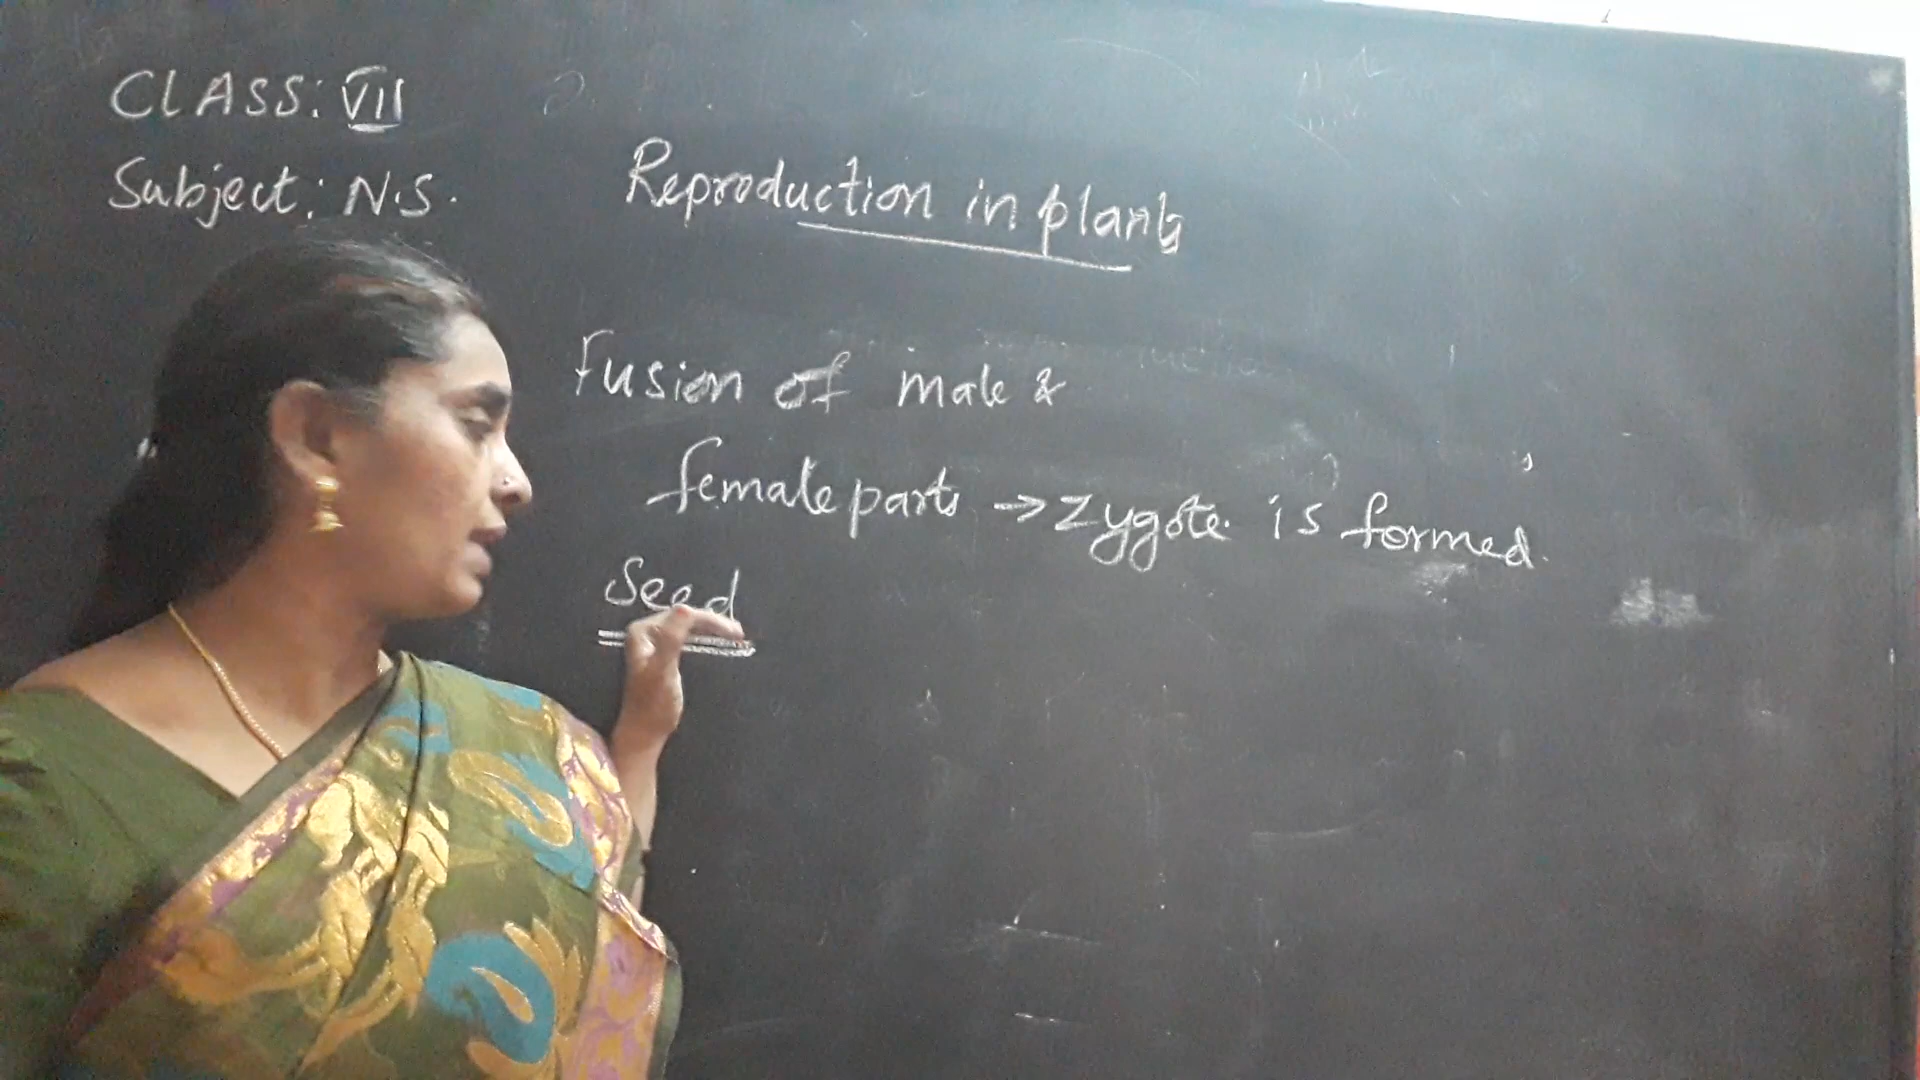 CLASS: VII
Subject: N.S.
Reproduction in plants
Fusion of male &
female parts → Zygote is formed.
Seed